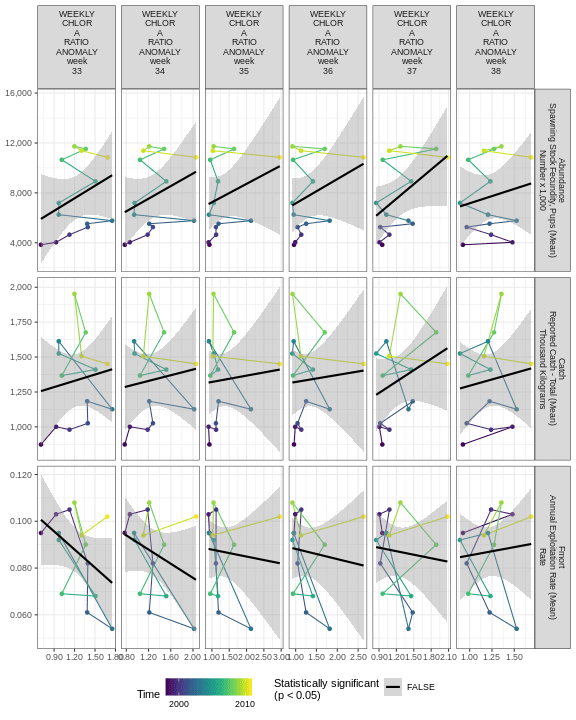 WEEKLY CHLOR A RATIO ANOMALY week 33
WEEKLY CHLOR A RATIO ANOMALY week 34
WEEKLY CHLOR A RATIO ANOMALY week 35
WEEKLY CHLOR A RATIO ANOMALY week 36
WEEKLY CHLOR A RATIO ANOMALY week 37
WEEKLY CHLOR A RATIO ANOMALY week 38
16,000
12,000
8,000
4,000
Abundance
Spawning Stock Fecundity, Pups (Mean)
Number x 1,000
2,000
1,750
1,500
1,250
1,000
Catch
Reported Catch - Total (Mean)
Thousand Kilograms
0.120
0.100
0.080
0.060
Fmort
Annual Exploitation Rate (Mean)
Rate
0.90 1.20 1.50 1.80
0.80 1.20 1.60 2.00
1.00 1.50 2.00 2.50 3.00
1.00 1.50 2.00 2.50
0.90 1.20 1.50 1.80 2.10
1.00 1.25 1.50
Time
2000 2010
Statistically significant
(p < 0.05)
FALSE